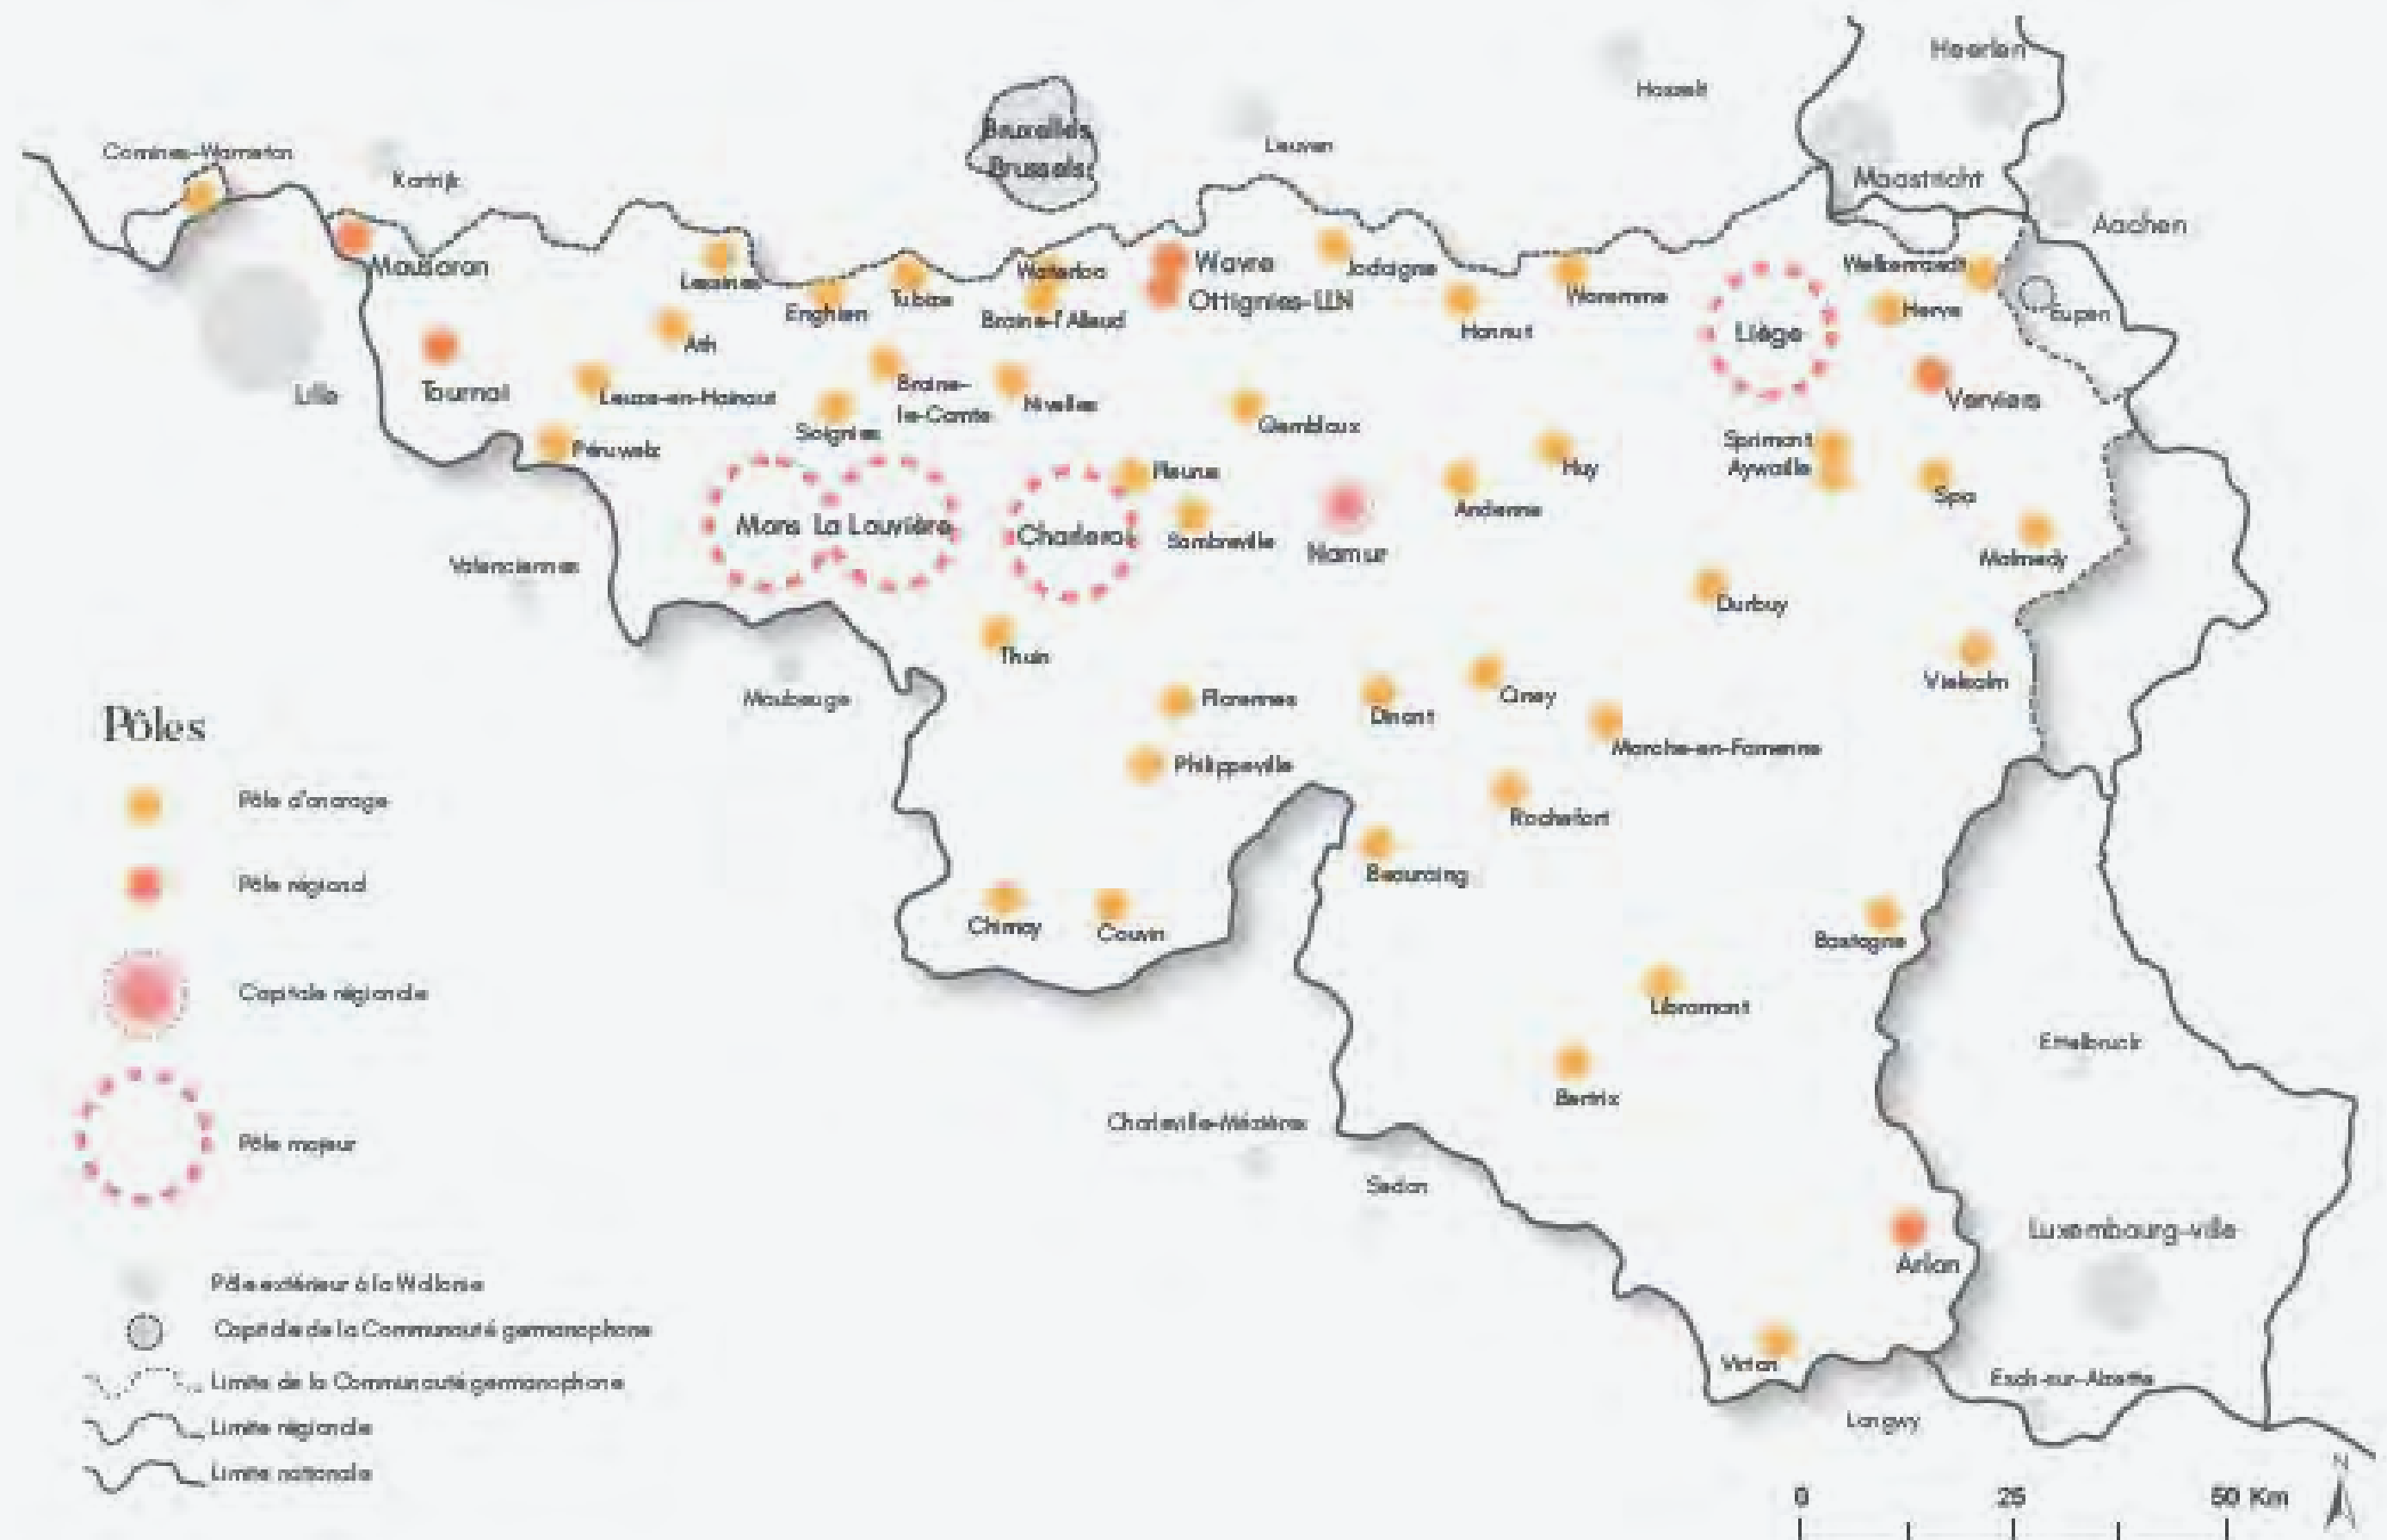 Heerlen
Hasselt
Bruxelles
Brussels
Leuven
Comines-Warneton
Kortrijk
Maastricht
Aachen
Mouscron
Lessines
Enghien
Tubize
Waterloo
Braine-l'Alleud
Wavre
Ottignies-LLN
Jodoigne
Hannut
Waremme
Liège
Welkenraedt
Herve
Eupen
Ath
Lille
Tournai
Leuze-en-Hainaut
Braine-
le-Comte
Nivelles
Gembloux
Verviers
Soignies
Péruwelz
Fleurus
Huy
Sprimont
Aywaille
Spa
Mons
La Louvière
Charleroi
Sambreville
Namur
Andenne
Malmedy
Valenciennes
Durbuy
Thuin
Maubeuge
Florennes
Dinant
Ciney
Vielsalm
Marche-en-Famenne
Philippeville
Rochefort
Beauraing
Chimay
Couvin
Bastogne
Libramont
Ettelbruck
Bertrix
Charleville-Mézières
Sedan
Luxembourg-ville
Arlon
Virton
Esch-sur-Alzette
Longwy
Pôles
Pôle d'ancrage
Pôle régional
Capitale régionale
Pôle majeur
Pôle extérieur à la Wallonie
Capitale de la Communauté germanophone
Limite de la Communauté germanophone
Limite régionale
Limite nationale
N
0 25 50 Km